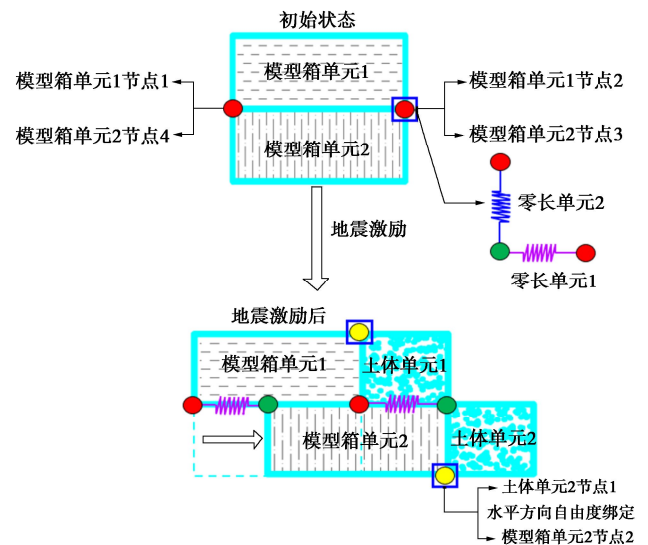 初始状态
模型箱单元1
模型箱单元1节点1
模型箱单元1节点2
模型箱单元2节点4
模型箱单元2节点3
模型箱单元2
零长单元2
地震激励
零长单元1
地震激励后
模型箱单元1
土体单元1
模型箱单元2
土体单元2
土体单元2节点1
水平方向自由度绑定
模型箱单元2节点2